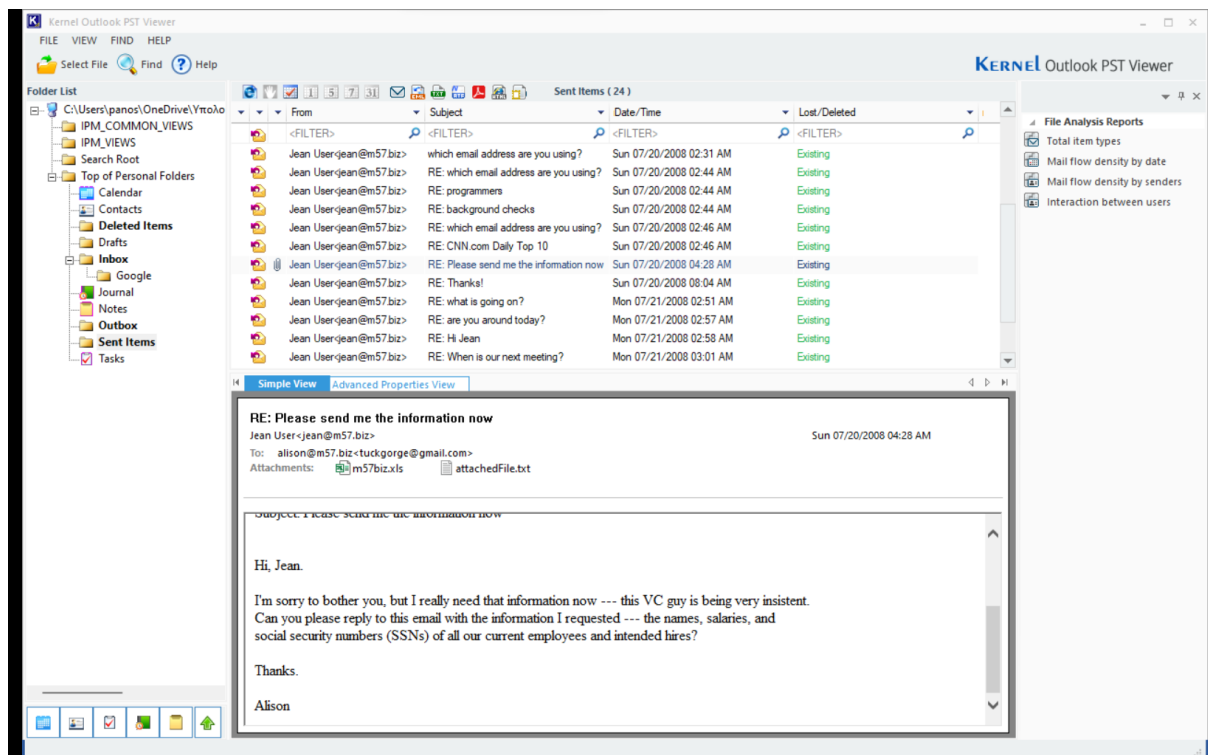 Kernel Outlook PST Viewer
FILE VIEW FIND HELP
Select File Find Help
KERNEL Outlook PST Viewer
Folder List
C:\Users\panos\OneDrive\Υπολο
IPM_COMMON_VIEWS
IPM_VIEWS
Search Root
Top of Personal Folders
Calendar
Contacts
Deleted Items
Drafts
Inbox
Google
Journal
Notes
Outbox
Sent Items
Tasks
1 5 7 31 Sent Items ( 24 )
From Subject Date/Time Lost/Deleted
<FILTER> <FILTER> <FILTER> <FILTER>
Jean User<jean@m57.biz> which email address are you using? Sun 07/20/2008 02:31 AM Existing
Jean User<jean@m57.biz> RE: which email address are you using? Sun 07/20/2008 02:44 AM Existing
Jean User<jean@m57.biz> RE: programmers Sun 07/20/2008 02:44 AM Existing
Jean User<jean@m57.biz> RE: background checks Sun 07/20/2008 02:44 AM Existing
Jean User<jean@m57.biz> RE: which email address are you using? Sun 07/20/2008 02:46 AM Existing
Jean User<jean@m57.biz> RE: CNN.com Daily Top 10 Sun 07/20/2008 02:46 AM Existing
Jean User<jean@m57.biz> RE: Please send me the information now Sun 07/20/2008 04:28 AM Existing
Jean User<jean@m57.biz> RE: Thanks! Sun 07/20/2008 08:04 AM Existing
Jean User<jean@m57.biz> RE: what is going on? Mon 07/21/2008 02:51 AM Existing
Jean User<jean@m57.biz> RE: are you around today? Mon 07/21/2008 02:57 AM Existing
Jean User<jean@m57.biz> RE: Hi Jean Mon 07/21/2008 02:58 AM Existing
Jean User<jean@m57.biz> RE: When is our next meeting? Mon 07/21/2008 03:01 AM Existing
Simple View Advanced Properties View
RE: Please send me the information now
Jean User<jean@m57.biz> Sun 07/20/2008 04:28 AM
To: alison@m57.biz<tuckgorge@gmail.com>
Attachments: m57biz.xls attachedFile.txt
Subject: Please send me the information now
Hi, Jean.
I'm sorry to bother you, but I really need that information now --- this VC guy is being very insistent.
Can you please reply to this email with the information I requested --- the names, salaries, and
social security numbers (SSNs) of all our current employees and intended hires?
Thanks.
Alison
File Analysis Reports
Total item types
Mail flow density by date
Mail flow density by senders
Interaction between users